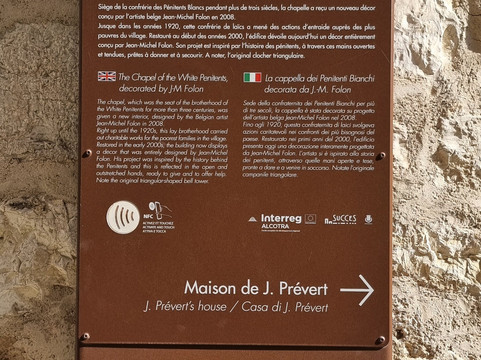 Siège de la confrérie des Pénitents Blancs pendant plus de trois siècles, la chapelle a reçu un nouveau décor
conçu par l'artiste belge Jean-Michel Folon en 2008.
Jusque dans les années 1920, cette confrérie de laïcs a mené des actions d'entraide auprès des plus
pauvres du village. Restauré au début des années 2000, l'édifice dévoile aujourd'hui un décor entièrement
conçu par Jean-Michel Folon. Son projet est inspiré par l'histoire des pénitents, à travers ces mains ouvertes
et tendues, prêtes à donner et à secourir. A noter, l'original clocher triangulaire.
The Chapel of the White Penitents,
decorated by J-M Folon
The chapel, which was the seat of the brotherhood of
the White Penitents for more than three centuries, was
given a new interior, designed by the Belgian artist
Jean-Michel Folon in 2008.
Right up until the 1920s, this lay brotherhood carried
out charitable works for the poorest families in the village.
Restored in the early 2000s, the building now displays
a décor that was entirely designed by Jean-Michel
Folon. His project was inspired by the history behind
the Penitents and this is reflected in the open and
outstretched hands, ready to give and to offer help.
Note the original triangular-shaped bell tower.
La cappella dei Penitenti Bianchi
decorata da J.-M. Folon
Sede della confraternita dei Penitenti Bianchi per più
di tre secoli, la cappella è stata decorata su progetto
dell'artista belga Jean-Michel Folon nel 2008.
Fino agli 1920, questa confraternita di laici svolgeva
azioni caritatevoli nei confronti dei più bisognosi del
paese. Restaurato nei primi anni del 2000, l'edificio
presenta oggi una decorazione interamente progettata
da Jean-Michel Folon. L'artista si è ispirato alla storia
dei penitenti, attraverso quelle mani aperte e tese,
pronte a dare e a venire in soccorso. Notate l'originale
campanile triangolare.
NFC
ACTIVEZ ET TOUCHEZ
ACTIVATE AND TOUCH
ATTIVA E TOCCA
Interreg
ALCOTRA
SUCCES
Maison de J. Prévert
J. Prévert's house / Casa di J. Prévert